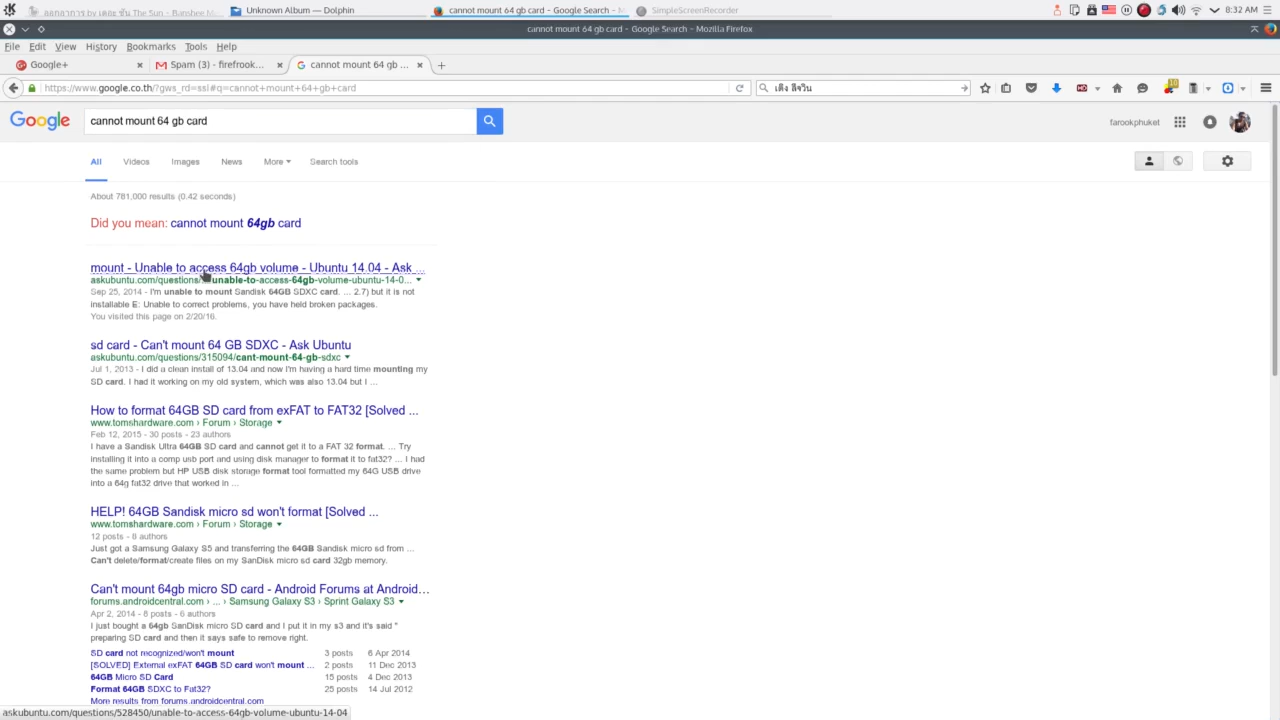 ออกอาการ by เดอะ ซัน The Sun - Banshee M
Unknown Album — Dolphin
cannot mount 64 gb card - Google Search - M
SimpleScreenRecorder
8:32 AM
cannot mount 64 gb card - Google Search - Mozilla Firefox
File Edit View History Bookmarks Tools Help
Google+
Spam (3) - firefrook...
cannot mount 64 gb ...
https://www.google.co.th/?gws_rd=ssl#q=cannot+mount+64+gb+card
Google
cannot mount 64 gb card
farookphuket
All Videos Images News More Search tools
About 761,000 results (0.42 seconds)
Did you mean: cannot mount 64gb card
mount - Unable to access 64gb volume - Ubuntu 14.04 - Ask ...
unable-to-access-64gb-volume-ubuntu-14-0...
Sep 25, 2014 - I'm unable to mount Sandisk 64GB SDXC card. ... 2.7) but it is not
installable E: Unable to correct problems, you have held broken packages.
You visited this page on 2/20/16.
sd card - Can't mount 64 GB SDXC - Ask Ubuntu
askubuntu.com/questions/315094/cant-mount-64-gb-sdxc
Jul 1, 2013 - I did a clean install of 13.04 and now I'm having a hard time mounting my
SD card. I had it working on my old system, which was also 13.04 but I ...
How to format 64GB SD card from exFAT to FAT32 [Solved ...
www.tomshardware.com › Forum › Storage
Feb 12, 2015 - 30 posts - 23 authors
I have a Sandisk Ultra 64GB SD card and cannot get it to a FAT 32 format. ... Try
installing it into a comp usb port and using disk manager to format it to fat32? ... I had
the same problem but HP USB disk storage format tool formatted my 64G USB drive
into a 64g fat32 drive that worked in ...
HELP! 64GB Sandisk micro sd won't format [Solved ...
www.tomshardware.com › Forum › Storage
12 posts - 6 authors
Just got a Samsung Galaxy S5 and transferring the 64GB Sandisk micro sd from ...
Can't delete/format/create files on my SanDisk micro sd card 32gb memory.
Can't mount 64gb micro SD card - Android Forums at Android...
forums.androidcentral.com › ... › Samsung Galaxy S3 › Sprint Galaxy S3
Apr 2, 2014 - 8 posts - 6 authors
I just bought a 64gb SanDisk micro SD card and I put it in my s3 and it's said "
preparing SD card and then it says safe to remove right.
SD card not recognized/won't mount 3 posts 6 Apr 2014
[SOLVED] External exFAT 64GB SD card won't mount ... 2 posts 11 Dec 2013
64GB Micro SD Card 15 posts 4 Dec 2013
Format 64GB SDXC to Fat32? 25 posts 14 Jul 2012
More results from forums.androidcentral.com
askubuntu.com/questions/528450/unable-to-access-64gb-volume-ubuntu-14-04